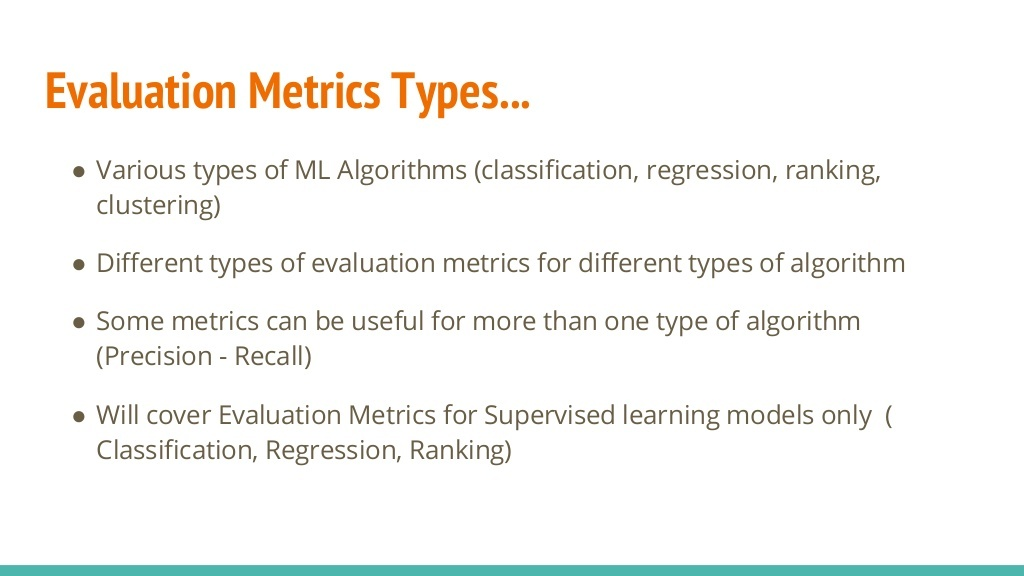 Evaluation Metrics Types...
● Various types of ML Algorithms (classification, regression, ranking,
clustering)
● Different types of evaluation metrics for different types of algorithm
● Some metrics can be useful for more than one type of algorithm
(Precision - Recall)
● Will cover Evaluation Metrics for Supervised learning models only  (
Classification, Regression, Ranking)